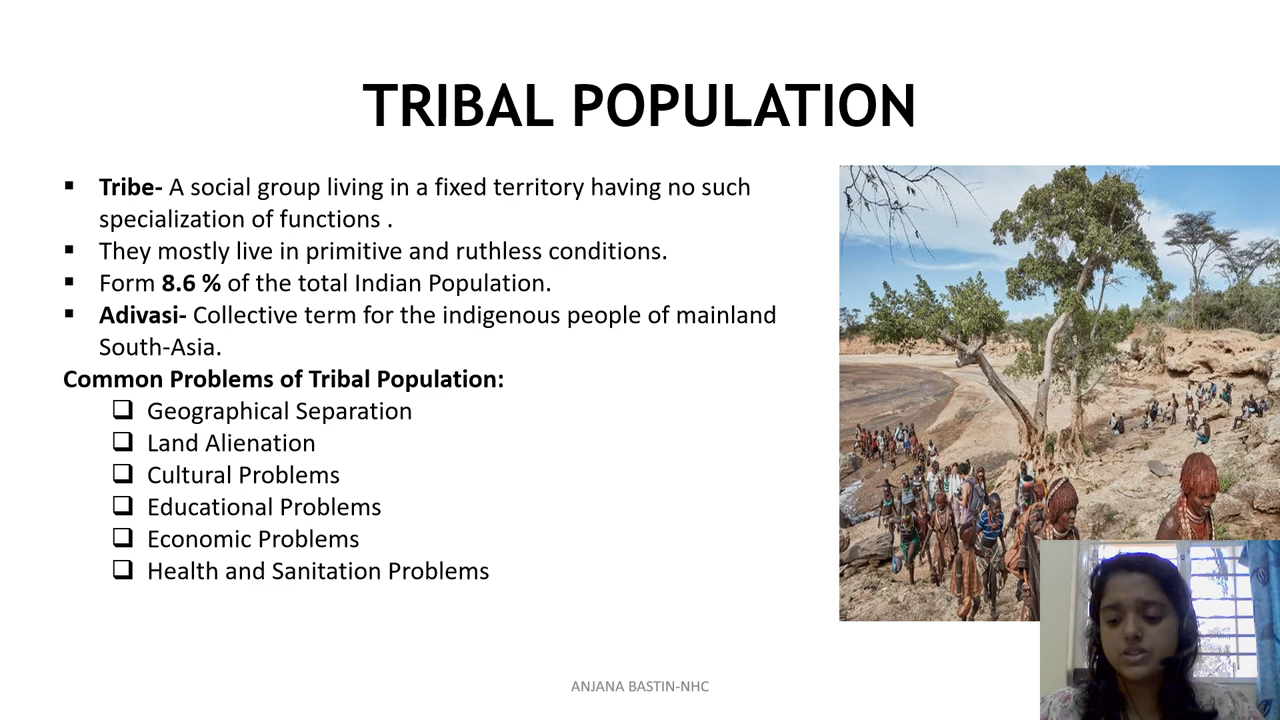 TRIBAL POPULATION
▪ Tribe- A social group living in a fixed territory having no such
specialization of functions .
▪ They mostly live in primitive and ruthless conditions.
▪ Form 8.6 % of the total Indian Population.
▪ Adivasi- Collective term for the indigenous people of mainland
South-Asia.
Common Problems of Tribal Population:
❑ Geographical Separation
❑ Land Alienation
❑ Cultural Problems
❑ Educational Problems
❑ Economic Problems
❑ Health and Sanitation Problems
ANJANA BASTIN-NHC